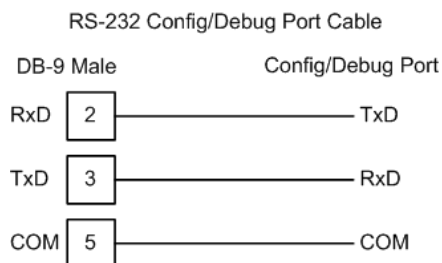 RS-232 Config/Debug Port Cable
DB-9 Male Config/Debug Port
RxD 2 TxD
TxD 3 RxD
COM 5 COM